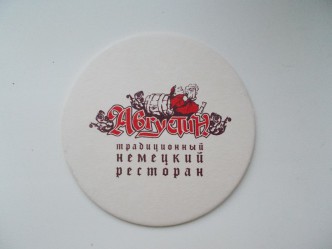 Августин
традиционный
немецкий
ресторан